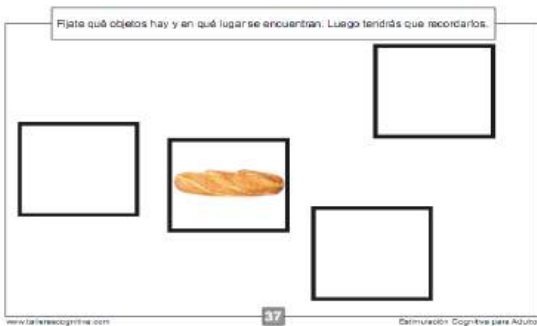 Fíjate qué objetos hay y en qué lugar se encuentran. Luego tendrás que recordarlos.
37
www.tallerescognitiva.com
Estimulación Cognitiva para Adultos